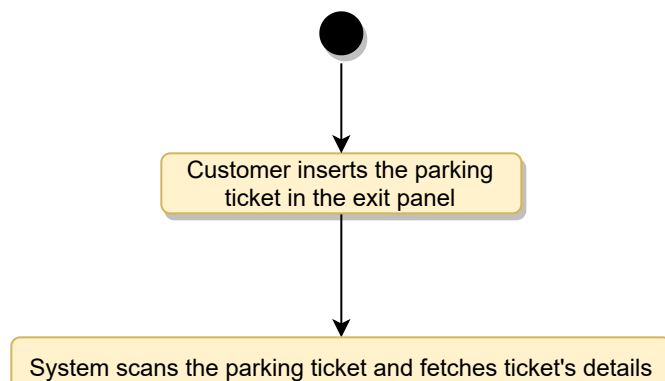 Customer inserts the parking
ticket in the exit panel
System scans the parking ticket and fetches ticket's details